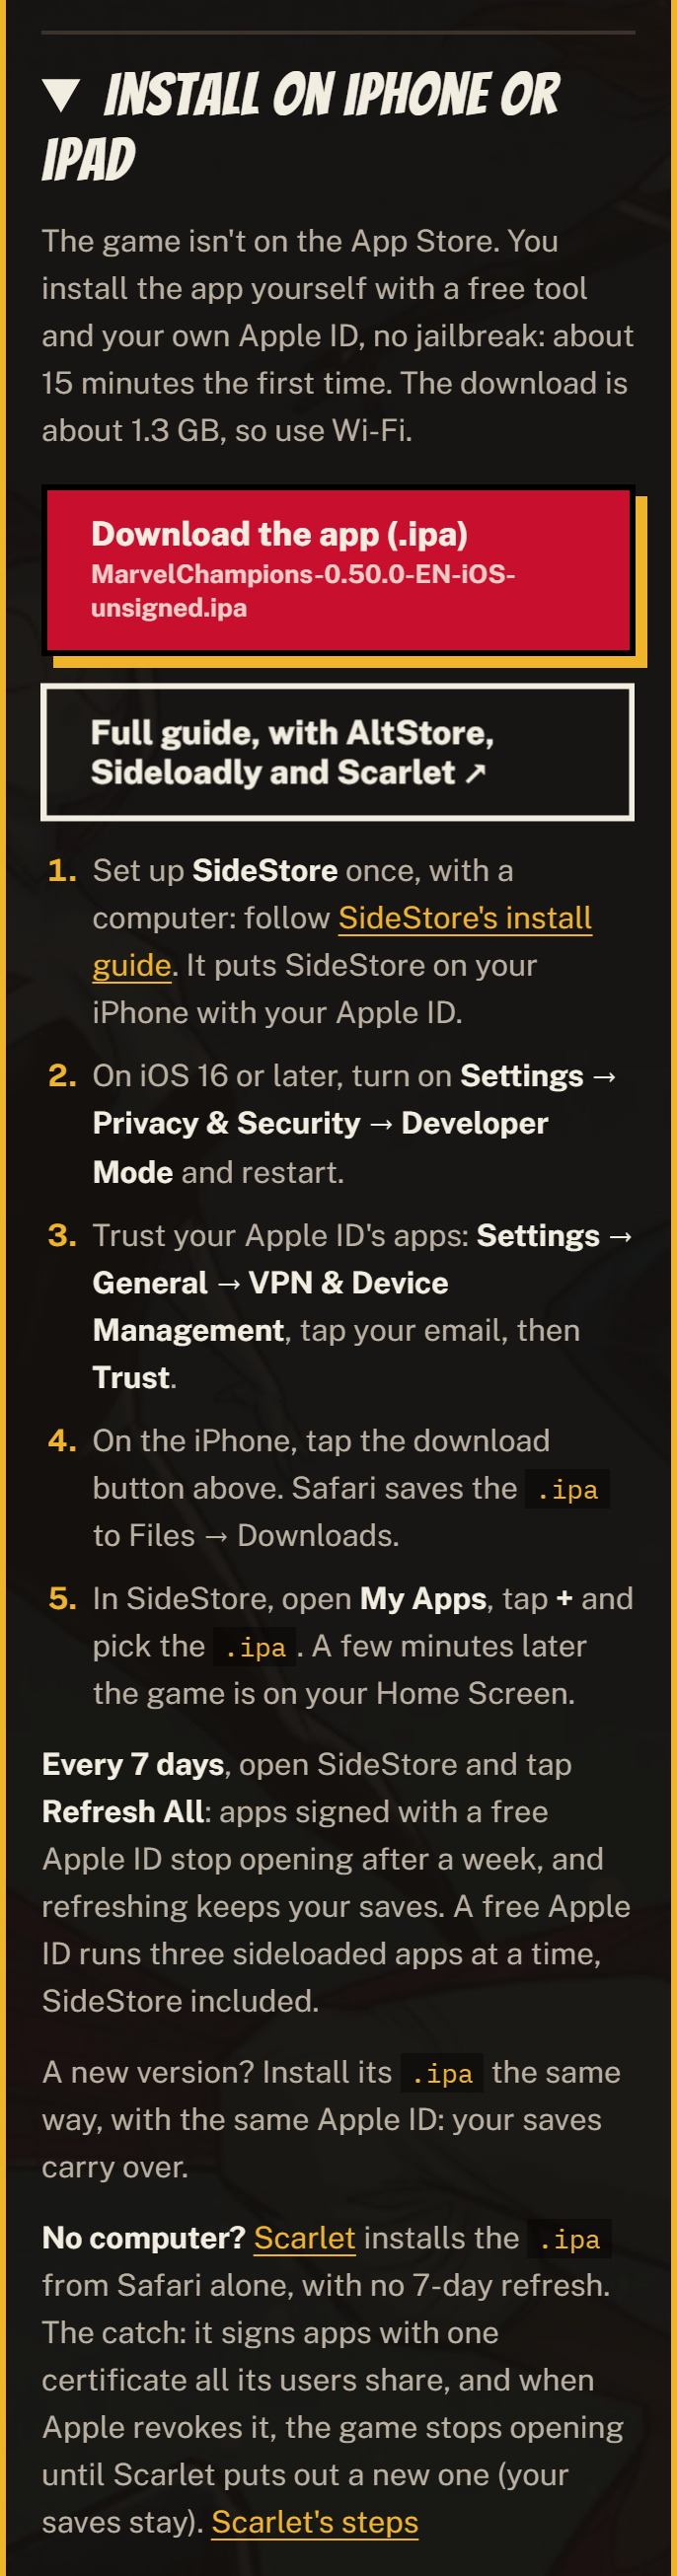 ▼ INSTALL ON IPHONE OR
IPAD
The game isn't on the App Store. You
install the app yourself with a free tool
and your own Apple ID, no jailbreak: about
15 minutes the first time. The download is
about 1.3 GB, so use Wi-Fi.
Download the app (.ipa)
MarvelChampions-0.50.0-EN-iOS-
unsigned.ipa
Full guide, with AltStore,
Sideloadly and Scarlet ↗
1. Set up SideStore once, with a
computer: follow SideStore's install
guide. It puts SideStore on your
iPhone with your Apple ID.
2. On iOS 16 or later, turn on Settings →
Privacy & Security → Developer
Mode and restart.
3. Trust your Apple ID's apps: Settings →
General → VPN & Device
Management, tap your email, then
Trust.
4. On the iPhone, tap the download
button above. Safari saves the .ipa
to Files → Downloads.
5. In SideStore, open My Apps, tap + and
pick the .ipa. A few minutes later
the game is on your Home Screen.
Every 7 days, open SideStore and tap
Refresh All: apps signed with a free
Apple ID stop opening after a week, and
refreshing keeps your saves. A free Apple
ID runs three sideloaded apps at a time,
SideStore included.
A new version? Install its .ipa the same
way, with the same Apple ID: your saves
carry over.
No computer? Scarlet installs the .ipa
from Safari alone, with no 7-day refresh.
The catch: it signs apps with one
certificate all its users share, and when
Apple revokes it, the game stops opening
until Scarlet puts out a new one (your
saves stay). Scarlet's steps